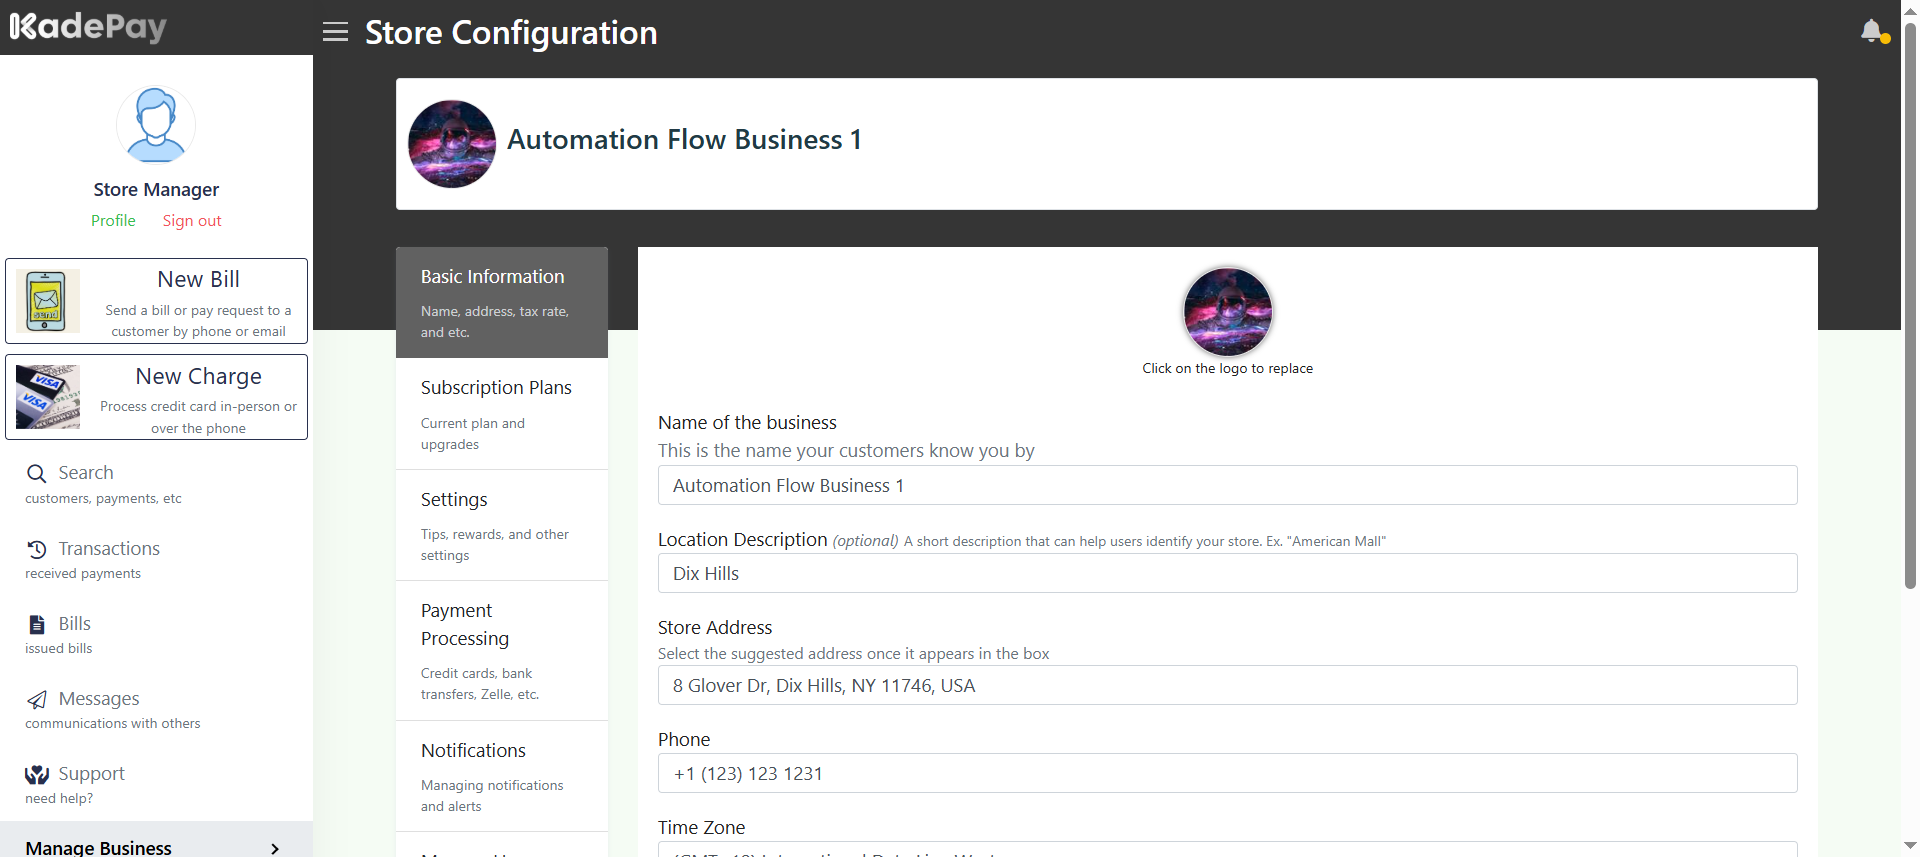 KadePay
Store Configuration
Store Manager
Profile
Sign out
New Bill
Send a bill or pay request to a
customer by phone or email
send
New Charge
Process credit card in-person or
over the phone
VISA
VISA
Search
customers, payments, etc
Transactions
received payments
Bills
issued bills
Messages
communications with others
Support
need help?
Manage Business
Automation Flow Business 1
Basic Information
Name, address, tax rate,
and etc.
Subscription Plans
Current plan and
upgrades
Settings
Tips, rewards, and other
settings
Payment
Processing
Credit cards, bank
transfers, Zelle, etc.
Notifications
Managing notifications
and alerts
Click on the logo to replace
Name of the business
This is the name your customers know you by
Automation Flow Business 1
Location Description (optional) A short description that can help users identify your store. Ex. "American Mall"
Dix Hills
Store Address
Select the suggested address once it appears in the box
8 Glover Dr, Dix Hills, NY 11746, USA
Phone
+1 (123) 123 1231
Time Zone